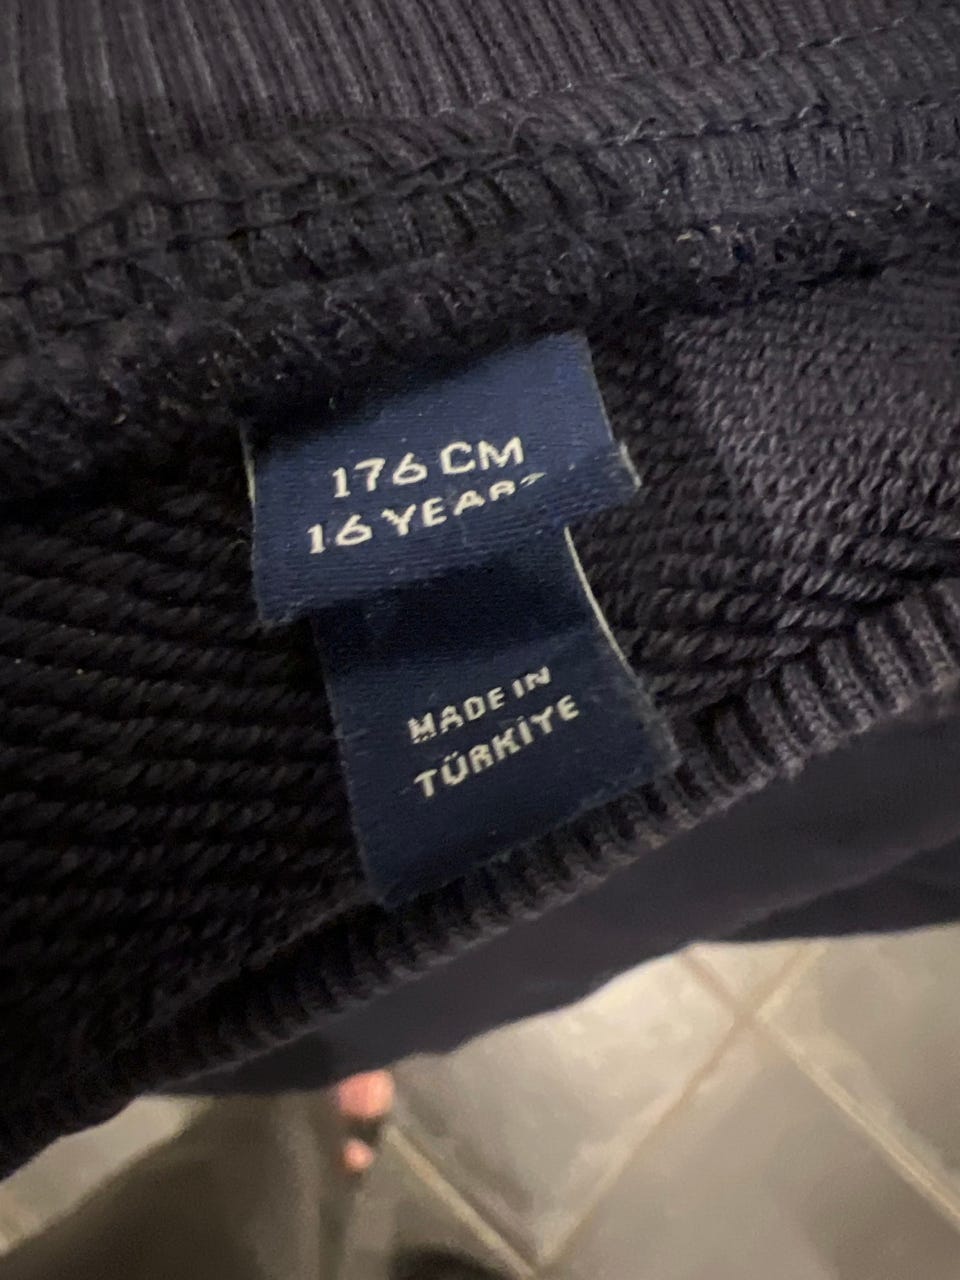 176 CM
16 YEARS
MADE IN
TÜRKİYE